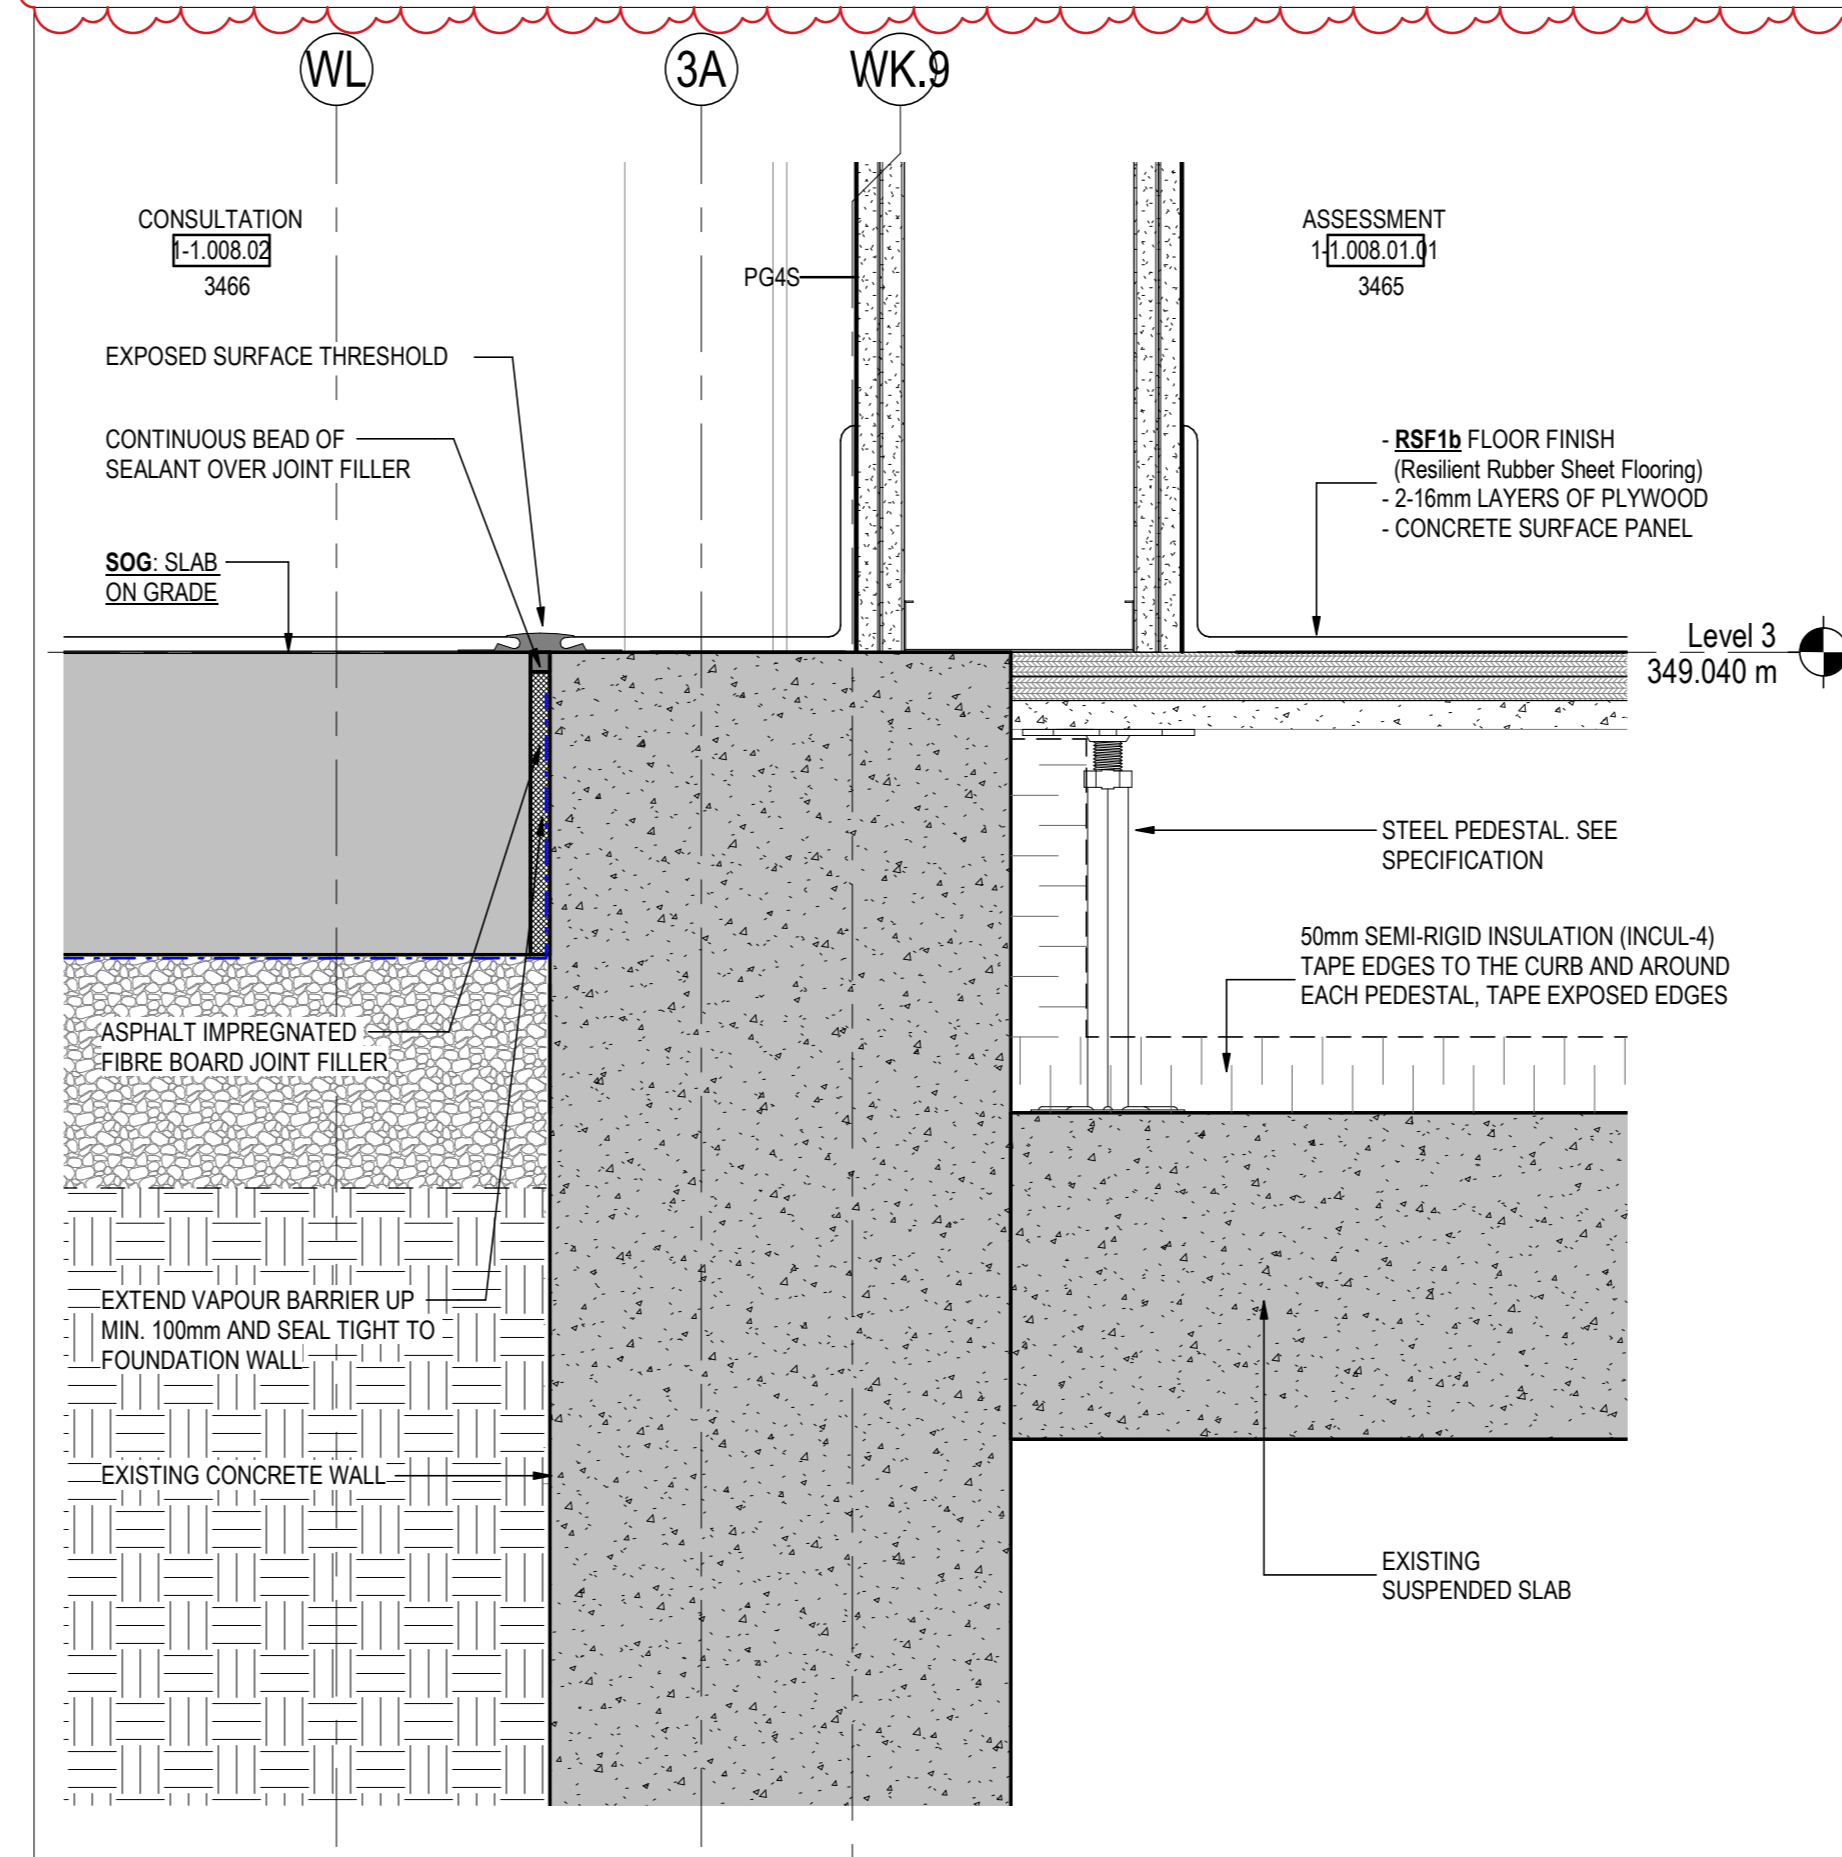 WL
3A
WK.9
CONSULTATION
1-1.008.02
3466
PG4S
ASSESSMENT
1-1.008.01.01
3465
EXPOSED SURFACE THRESHOLD
CONTINUOUS BEAD OF
SEALANT OVER JOINT FILLER
SOG: SLAB
ON GRADE
- RSF1b FLOOR FINISH
(Resilient Rubber Sheet Flooring)
- 2-16mm LAYERS OF PLYWOOD
- CONCRETE SURFACE PANEL
Level 3
349.040 m
STEEL PEDESTAL. SEE
SPECIFICATION
50mm SEMI-RIGID INSULATION (INCUL-4)
TAPE EDGES TO THE CURB AND AROUND
EACH PEDESTAL, TAPE EXPOSED EDGES
ASPHALT IMPREGNATED
FIBRE BOARD JOINT FILLER
EXTEND VAPOUR BARRIER UP
MIN. 100mm AND SEAL TIGHT TO
FOUNDATION WALL
EXISTING CONCRETE WALL
EXISTING
SUSPENDED SLAB